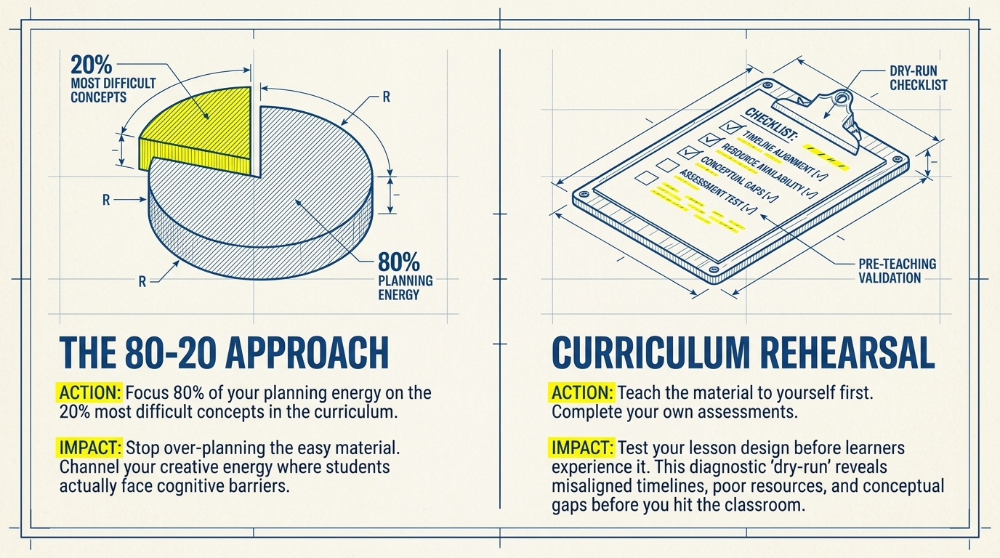 20%
MOST DIFFICULT
CONCEPTS
R
R
R
80%
PLANNING
ENERGY
THE 80-20 APPROACH
ACTION: Focus 80% of your planning energy on the
20% most difficult concepts in the curriculum.
IMPACT: Stop over-planning the easy material.
Channel your creative energy where students
actually face cognitive barriers.
DRY-RUN
CHECKLIST
CHECKLIST:
TIMELINE ALIGNMENT [✓]
RESOURCE AVAILABILITY [✓]
CONCEPTUAL GAPS [✓]
ASSESSMENT TEST [✓]
PRE-TEACHING
VALIDATION
CURRICULUM REHEARSAL
ACTION: Teach the material to yourself first.
Complete your own assessments.
IMPACT: Test your lesson design before learners
experience it. This diagnostic ‘dry-run’ reveals
misaligned timelines, poor resources, and conceptual
gaps before you hit the classroom.